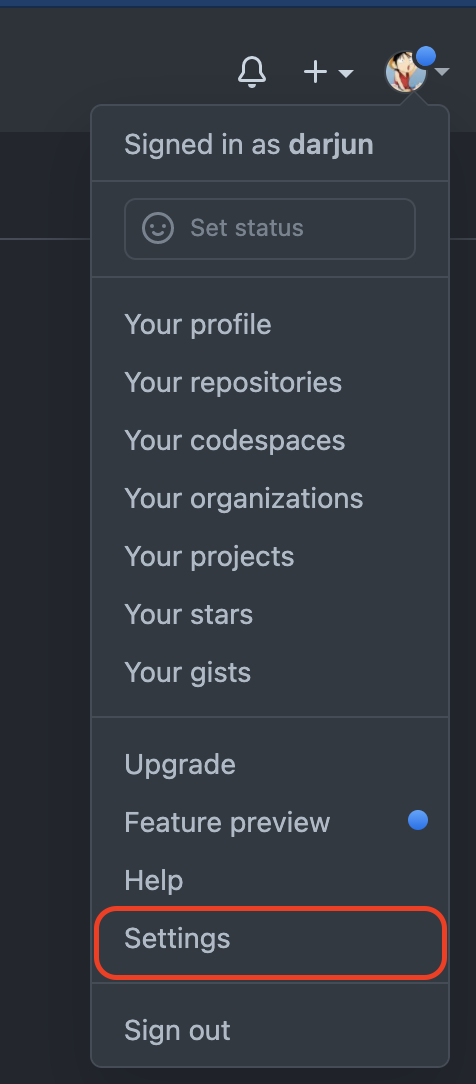 Signed in as darjun
Set status
Your profile
Your repositories
Your codespaces
Your organizations
Your projects
Your stars
Your gists
Upgrade
Feature preview
Help
Settings
Sign out